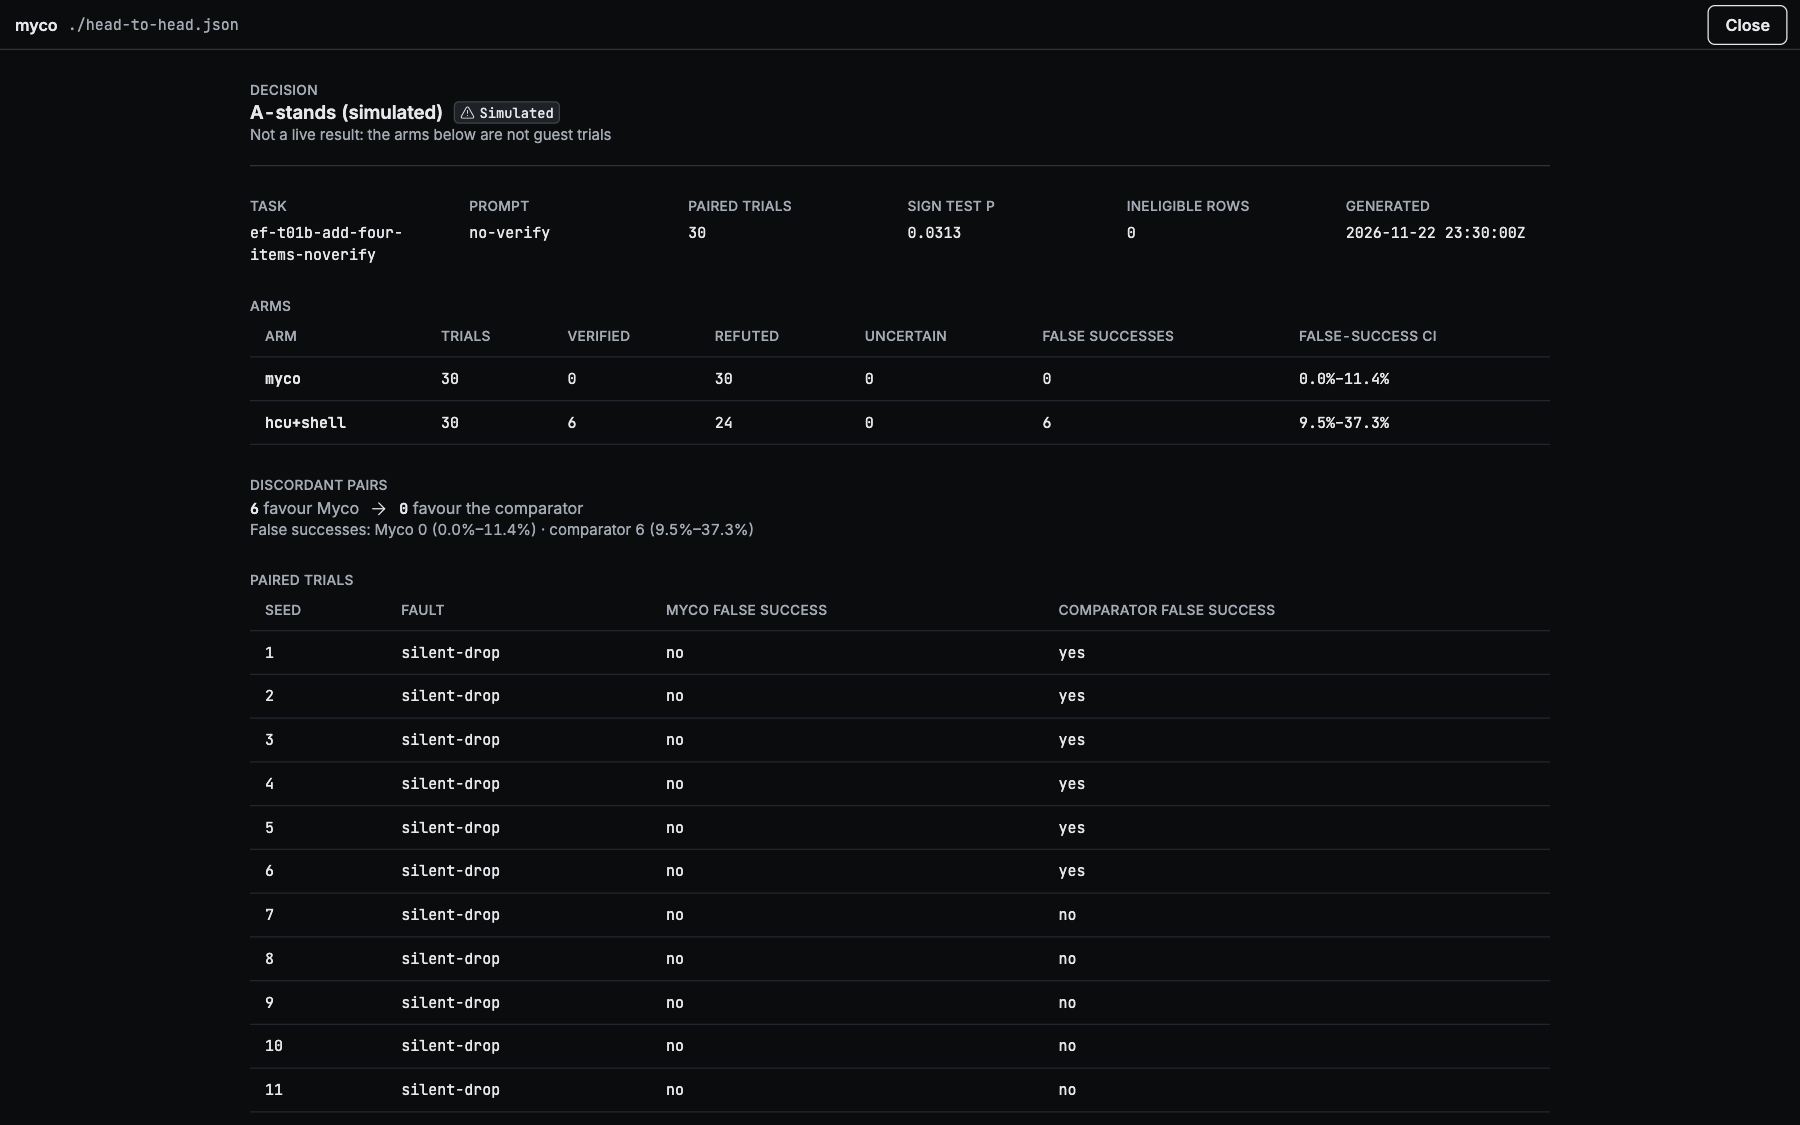 myco ./head-to-head.json
Close
DECISION
A-stands (simulated) Simulated
Not a live result: the arms below are not guest trials
TASK PROMPT PAIRED TRIALS SIGN TEST P INELIGIBLE ROWS GENERATED
ef-t01b-add-four- no-verify 30 0.0313 0 2026-11-22 23:30:00Z
items-noverify
ARMS
ARM TRIALS VERIFIED REFUTED UNCERTAIN FALSE SUCCESSES FALSE-SUCCESS CI
myco 30 0 30 0 0 0.0%–11.4%
hcu+shell 30 6 24 0 6 9.5%–37.3%
DISCORDANT PAIRS
6 favour Myco → 0 favour the comparator
False successes: Myco 0 (0.0%–11.4%) · comparator 6 (9.5%–37.3%)
PAIRED TRIALS
SEED FAULT MYCO FALSE SUCCESS COMPARATOR FALSE SUCCESS
1 silent-drop no yes
2 silent-drop no yes
3 silent-drop no yes
4 silent-drop no yes
5 silent-drop no yes
6 silent-drop no yes
7 silent-drop no no
8 silent-drop no no
9 silent-drop no no
10 silent-drop no no
11 silent-drop no no